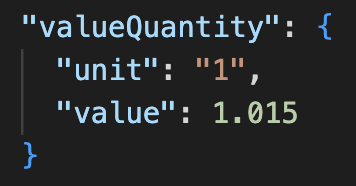 "valueQuantity": {
"unit": "1",
"value": 1.015
}